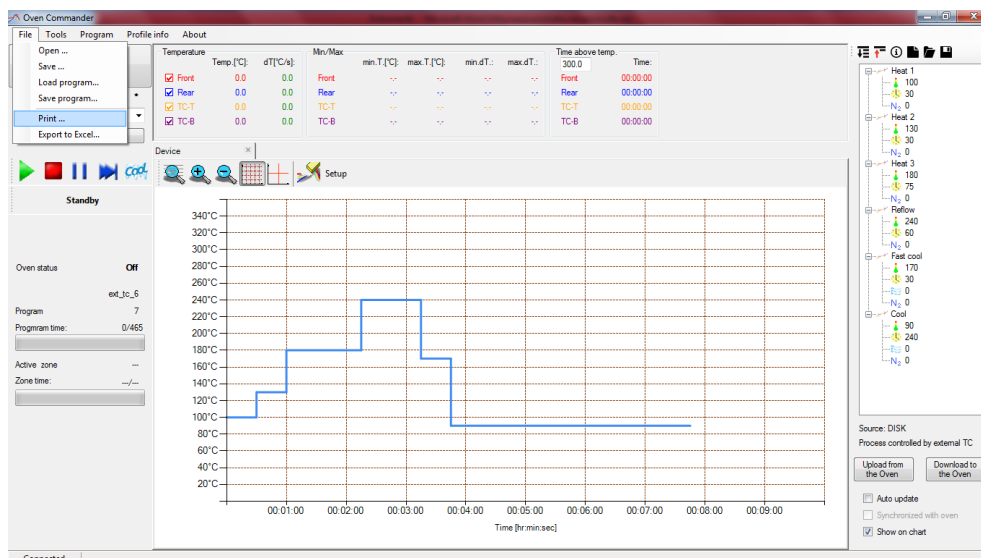 Oven Commander
File Tools Program Profile info About
Open ...
Save ...
Load program...
Save program...
Print ...
Export to Excel...
Temperature
Temp.[°C]: dT[°C/s]:
Front 0.0 0.0
Rear 0.0 0.0
TC-T 0.0 0.0
TC-B 0.0 0.0
Min/Max
min.T.[°C]: max.T.[°C]: min.dT.: max.dT.:
Front -.- -.- -.- -.-
Rear -.- -.- -.- -.-
TC-T -.- -.- -.- -.-
TC-B -.- -.- -.- -.-
Time above temp.
300.0 Time:
Front 00:00:00
Rear 00:00:00
TC-T 00:00:00
TC-B 00:00:00
Device
cool
Setup
Standby
Oven status Off
ext_tc_6
Program 7
Progmram time: 0/465
Active zone ---
Zone time: ---/---
340°C
320°C
300°C
280°C
260°C
240°C
220°C
200°C
180°C
160°C
140°C
120°C
100°C
80°C
60°C
40°C
20°C
00:01:00 00:02:00 00:03:00 00:04:00 00:05:00 00:06:00 00:07:00 00:08:00 00:09:00
Time [hr:min:sec]
Heat 1
100
30
N2 0
Heat 2
130
30
N2 0
Heat 3
180
75
N2 0
Reflow
240
60
N2 0
Fast cool
170
30
0
N2 0
Cool
90
240
0
N2 0
Source: DISK
Process controlled by external TC
Upload from
the Oven
Download to
the Oven
Auto update
Synchronized with oven
Show on chart
Connected